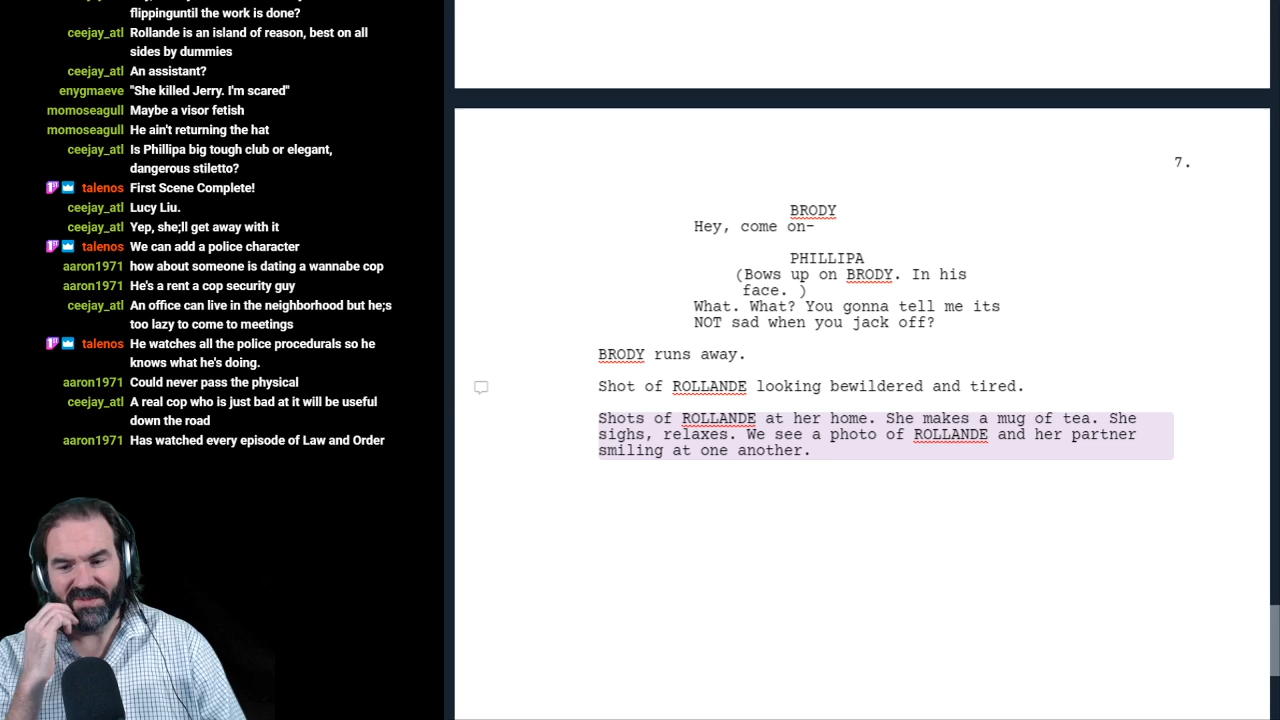 flippinguntil the work is done?
ceejay_atl Rollande is an island of reason, best on all
sides by dummies
ceejay_atl An assistant?
enygmaeve "She killed Jerry. I'm scared"
momoseagull Maybe a visor fetish
momoseagull He ain't returning the hat
ceejay_atl Is Phillipa big tough club or elegant,
dangerous stiletto?
talenos First Scene Complete!
ceejay_atl Lucy Liu.
ceejay_atl Yep, she;ll get away with it
talenos We can add a police character
aaron1971 how about someone is dating a wannabe cop
aaron1971 He's a rent a cop security guy
ceejay_atl An office can live in the neighborhood but he;s
too lazy to come to meetings
talenos He watches all the police procedurals so he
knows what he's doing.
aaron1971 Could never pass the physical
ceejay_atl A real cop who is just bad at it will be useful
down the road
aaron1971 Has watched every episode of Law and Order
7.
BRODY
Hey, come on-
PHILLIPA
(Bows up on BRODY. In his
face. )
What. What? You gonna tell me its
NOT sad when you jack off?
BRODY runs away.
Shot of ROLLANDE looking bewildered and tired.
Shots of ROLLANDE at her home. She makes a mug of tea. She
sighs, relaxes. We see a photo of ROLLANDE and her partner
smiling at one another.